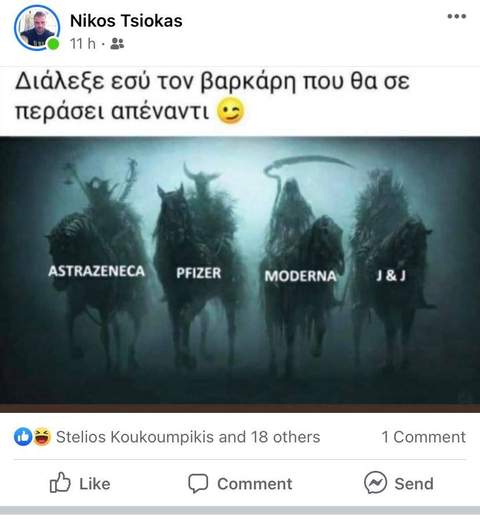 Nikos Tsiokas
11 h ·
Διάλεξε εσύ τον βαρκάρη που θα σε
περάσει απέναντι 😉
ASTRAZENECA PFIZER MODERNA J & J
Stelios Koukoumpikis and 18 others 1 Comment
Like Comment Send